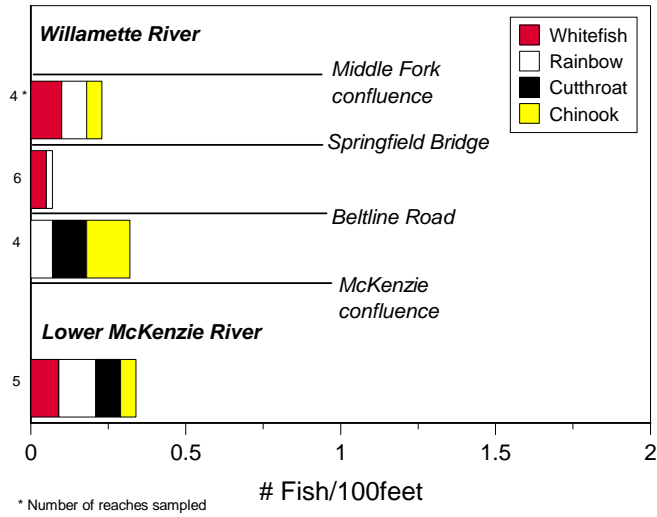 Willamette River
Whitefish
Rainbow
Cutthroat
Chinook
Middle Fork
confluence
4 *
Springfield Bridge
6
Beltline Road
4
McKenzie
confluence
Lower McKenzie River
5
0 0.5 1 1.5 2
# Fish/100feet
* Number of reaches sampled